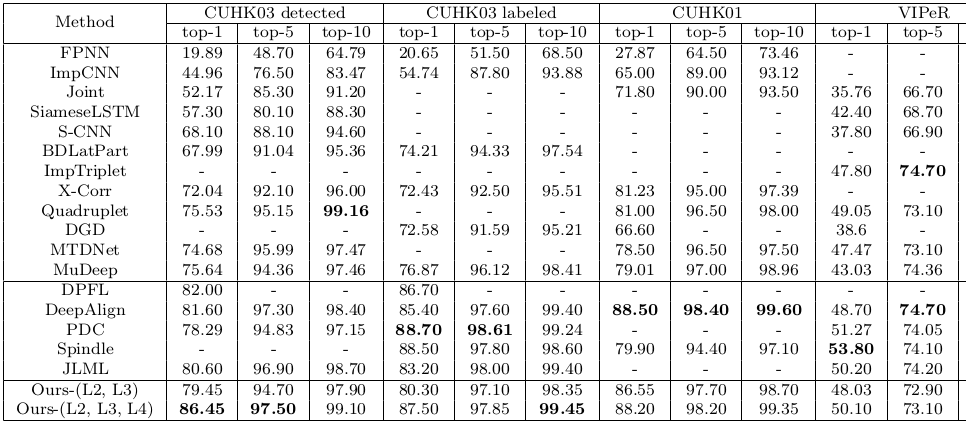 Method CUHK03 detected CUHK03 labeled CUHK01 VIPeR
top-1 top-5 top-10 top-1 top-5 top-10 top-1 top-5 top-10 top-1 top-5
FPNN 19.89 48.70 64.79 20.65 51.50 68.50 27.87 64.50 73.46 - -
ImpCNN 44.96 76.50 83.47 54.74 87.80 93.88 65.00 89.00 93.12 - -
Joint 52.17 85.30 91.20 - - - 71.80 90.00 93.50 35.76 66.70
SiameseLSTM 57.30 80.10 88.30 - - - - - - 42.40 68.70
S-CNN 68.10 88.10 94.60 - - - - - - 37.80 66.90
BDLatPart 67.99 91.04 95.36 74.21 94.33 97.54 - - - - -
ImpTriplet - - - - - - - - - 47.80 74.70
X-Corr 72.04 92.10 96.00 72.43 92.50 95.51 81.23 95.00 97.39 - -
Quadruplet 75.53 95.15 99.16 - - - 81.00 96.50 98.00 49.05 73.10
DGD - - - 72.58 91.59 95.21 66.60 - - 38.6 -
MTDNet 74.68 95.99 97.47 - - - 78.50 96.50 97.50 47.47 73.10
MuDeep 75.64 94.36 97.46 76.87 96.12 98.41 79.01 97.00 98.96 43.03 74.36
DPFL 82.00 - - 86.70 - - - - - - -
DeepAlign 81.60 97.30 98.40 85.40 97.60 99.40 88.50 98.40 99.60 48.70 74.70
PDC 78.29 94.83 97.15 88.70 98.61 99.24 - - - 51.27 74.05
Spindle - - - 88.50 97.80 98.60 79.90 94.40 97.10 53.80 74.10
JLML 80.60 96.90 98.70 83.20 98.00 99.40 - - - 50.20 74.20
Ours-(L2, L3) 79.45 94.70 97.90 80.30 97.10 98.35 86.55 97.70 98.70 48.03 72.90
Ours-(L2, L3, L4) 86.45 97.50 99.10 87.50 97.85 99.45 88.20 98.20 99.35 50.10 73.10